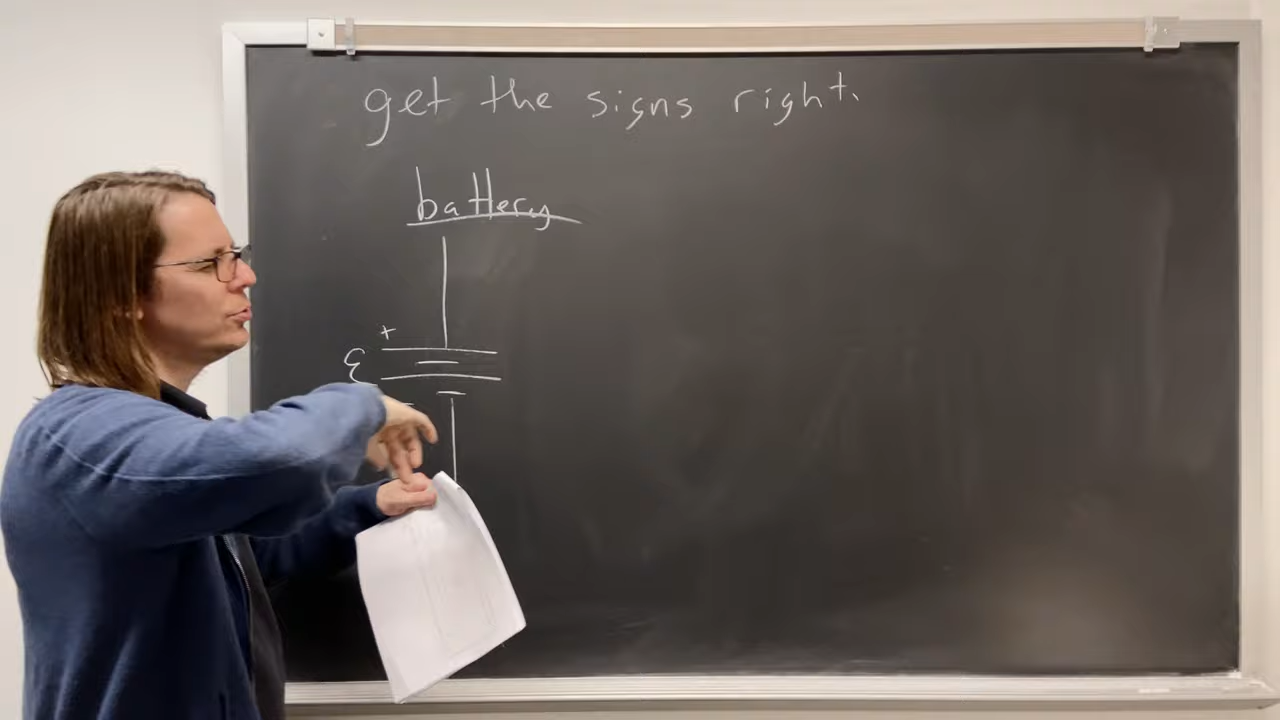 get the signs right.
battery
+
ε
-